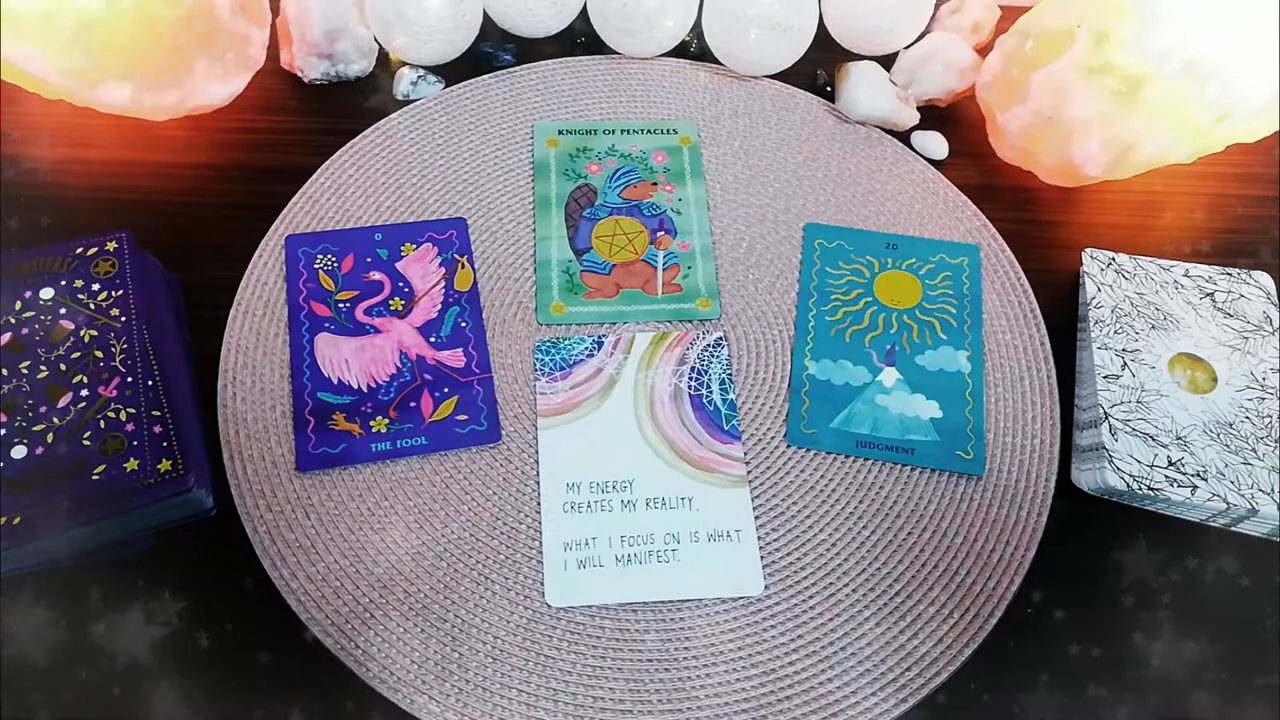 KNIGHT OF PENTACLES
0
THE FOOL
20
JUDGMENT
MY ENERGY
CREATES MY REALITY.
WHAT I FOCUS ON IS WHAT
I WILL MANIFEST.